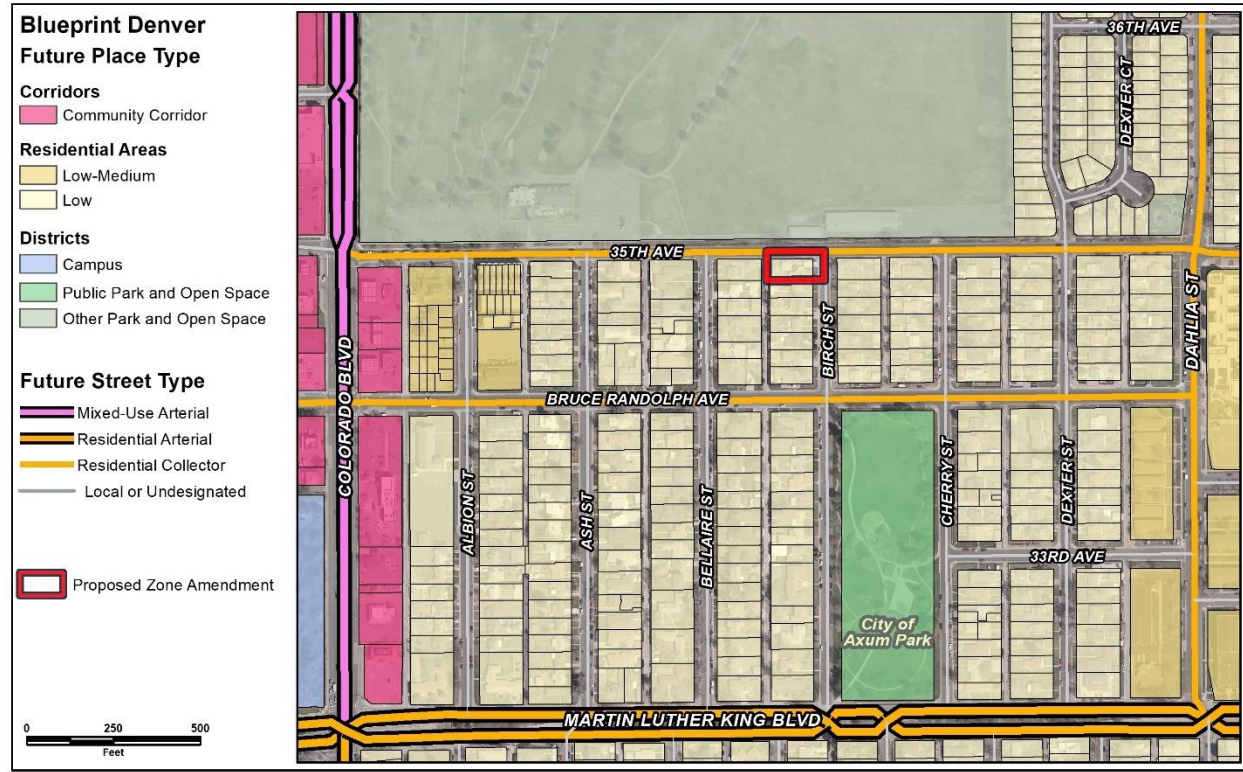 Blueprint Denver
Future Place Type
Corridors
Community Corridor
Residential Areas
Low-Medium
Low
Districts
Campus
Public Park and Open Space
Other Park and Open Space
Future Street Type
Mixed-Use Arterial
Residential Arterial
Residential Collector
Local or Undesignated
Proposed Zone Amendment
0 250 500
Feet
36TH AVE
DEXTER CT
35TH AVE
COLORADO BLVD
BIRCH ST
DAHLIA ST
BRUCE RANDOLPH AVE
ALBION ST
ASH ST
BELLAIRE ST
CHERRY ST
DEXTER ST
33RD AVE
City of
Axum Park
MARTIN LUTHER KING BLVD